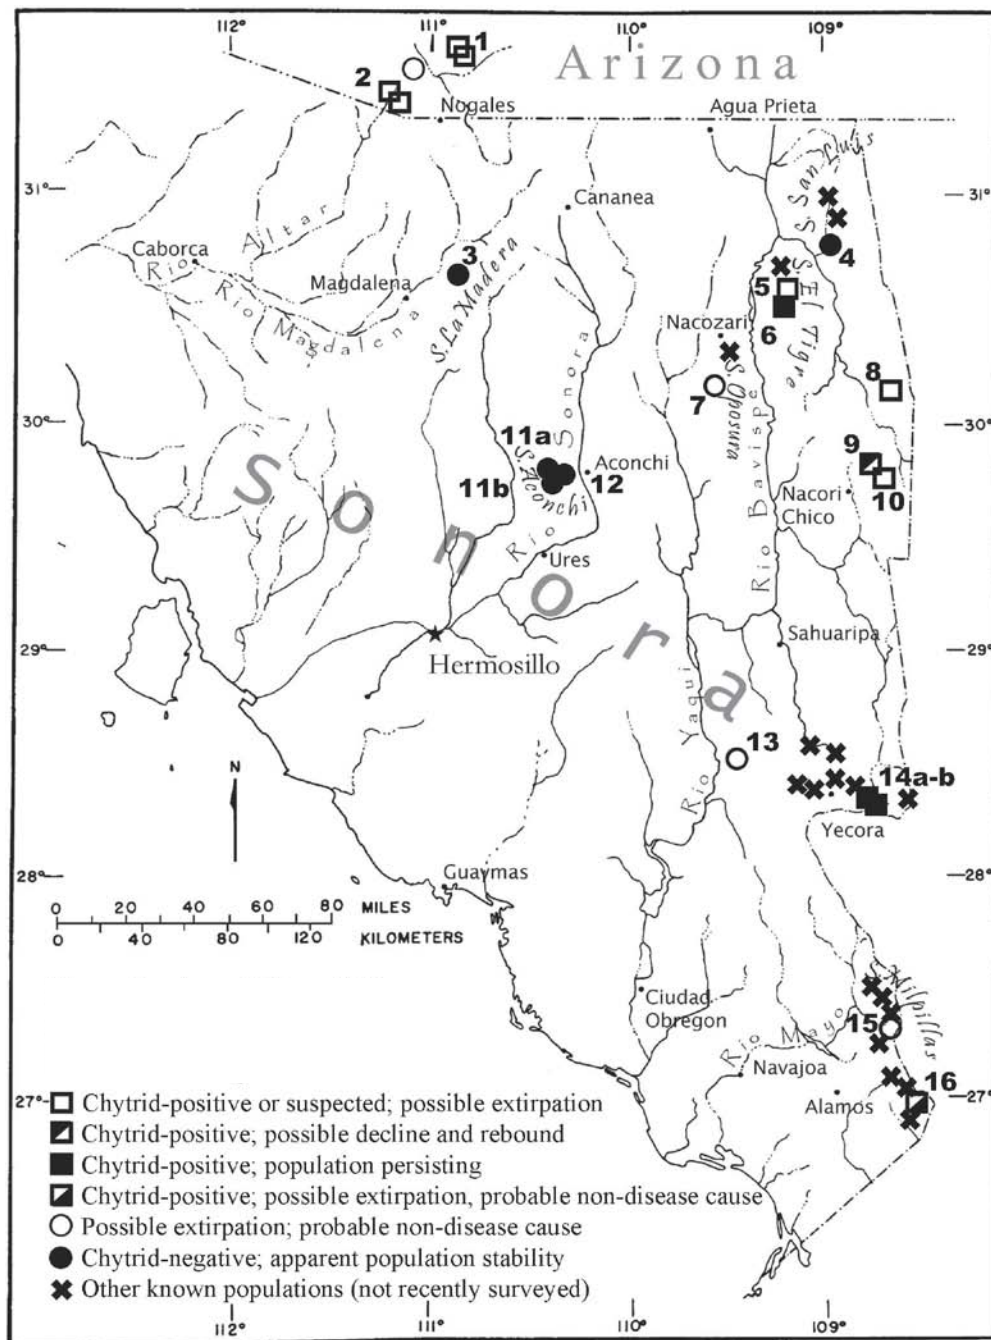 112°
111°
110°
109°
1
Arizona
2
Nogales
Agua Prieta
S. San Luis
31°
31°
Cananea
Rio Altar
Caborca
3
4
Magdalena
S. La Madera
5
S. El Tigre
Rio Magdalena
6
Nacozari
8
7
S. Oposura
30°
30°
Sonora
11a
Aconchi
9
S. Aconchi
11b
12
10
Nacori
Chico
Rio Bavispe
Rio Sonora
Ures
29°
Sahuaripa
29°
Hermosillo
Rio Yaqui
13
N
14a-b
Yecora
28°
Guaymas
28°
0 20 40 60 80 MILES
0 40 80 120 KILOMETERS
Milpillas
Ciudad
Obregon
15
Rio Mayo
Navajoa
16
27°
Alamos
27°
Chytrid-positive or suspected; possible extirpation
Chytrid-positive; possible decline and rebound
Chytrid-positive; population persisting
Chytrid-positive; possible extirpation, probable non-disease cause
Possible extirpation; probable non-disease cause
Chytrid-negative; apparent population stability
Other known populations (not recently surveyed)
112°
111°
110°
109°